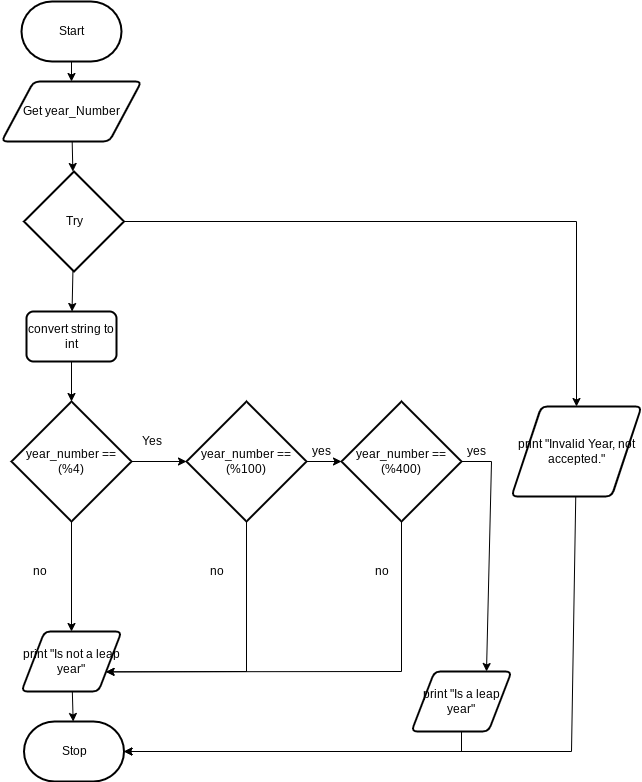 Start
Get year_Number
Try
convert string to
int
year_number ==
(%4)
Yes
year_number ==
(%100)
yes
year_number ==
(%400)
yes
print "Invalid Year, not
accepted."
no
no
no
print "Is not a leap
year"
print "Is a leap
year"
Stop